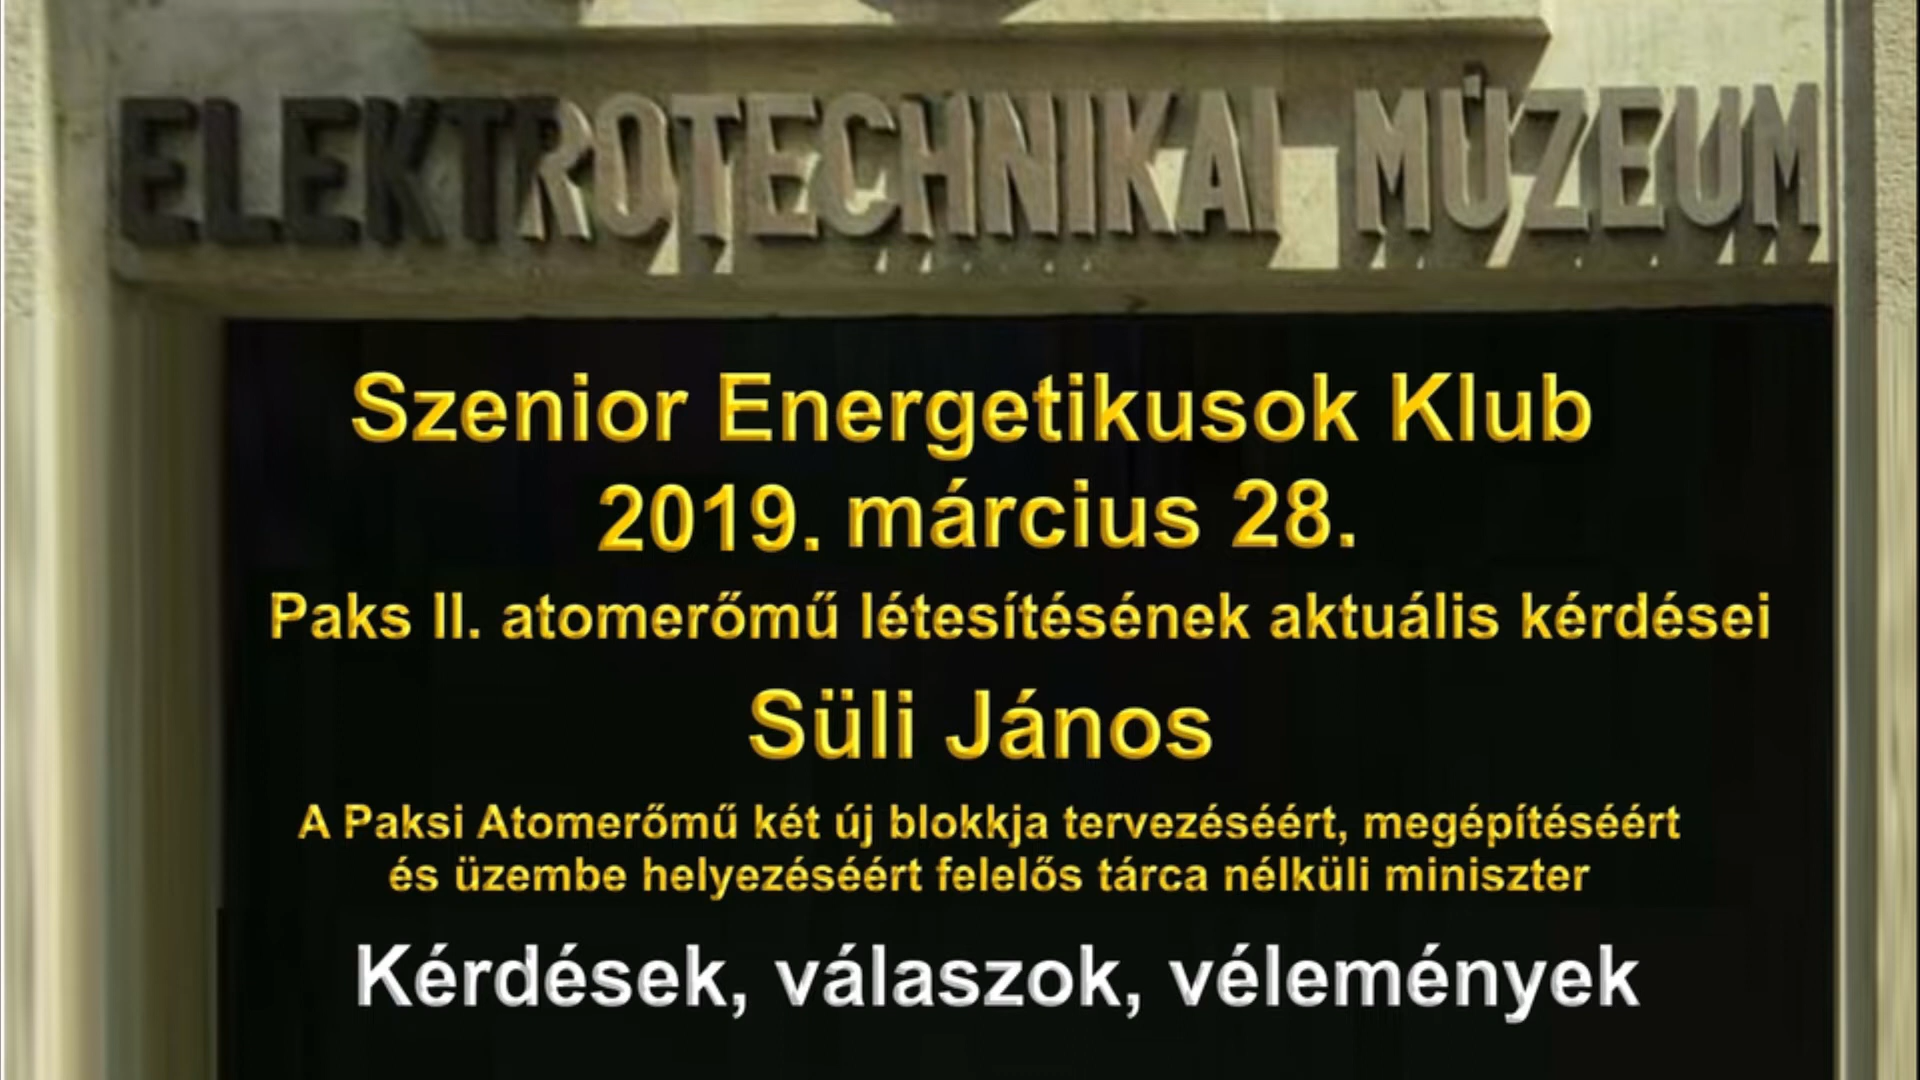 ELEKTROTECHNIKAI MÚZEUM
Szenior Energetikusok Klub
2019. március 28.
Paks II. atomerőmű létesítésének aktuális kérdései
Süli János
A Paksi Atomerőmű két új blokkja tervezéséért, megépítéséért
és üzembe helyezéséért felelős tárca nélküli miniszter
Kérdések, válaszok, vélemények